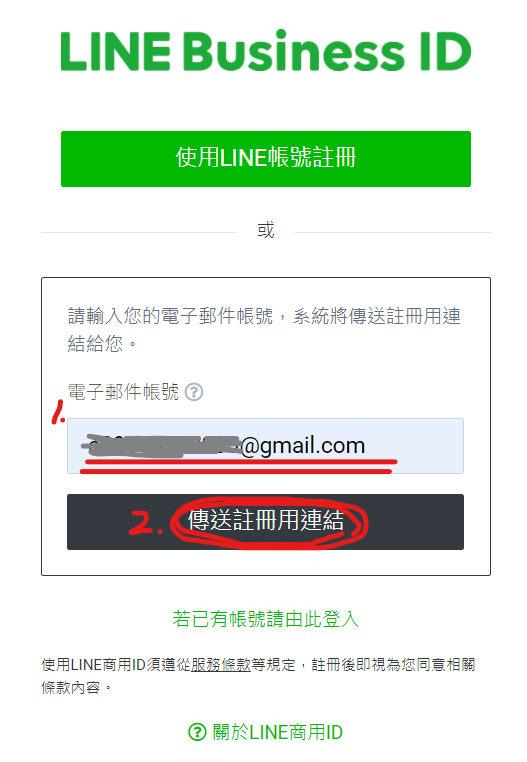 LINE Business ID
使用LINE帳號註冊
或
請輸入您的電子郵件帳號，系統將傳送註冊用連
結給您。
電子郵件帳號 ?
1.
@gmail.com
2. 傳送註冊用連結
若已有帳號請由此登入
使用LINE商用ID須遵從服務條款等規定，註冊後即視為您同意相關
條款內容。
? 關於LINE商用ID